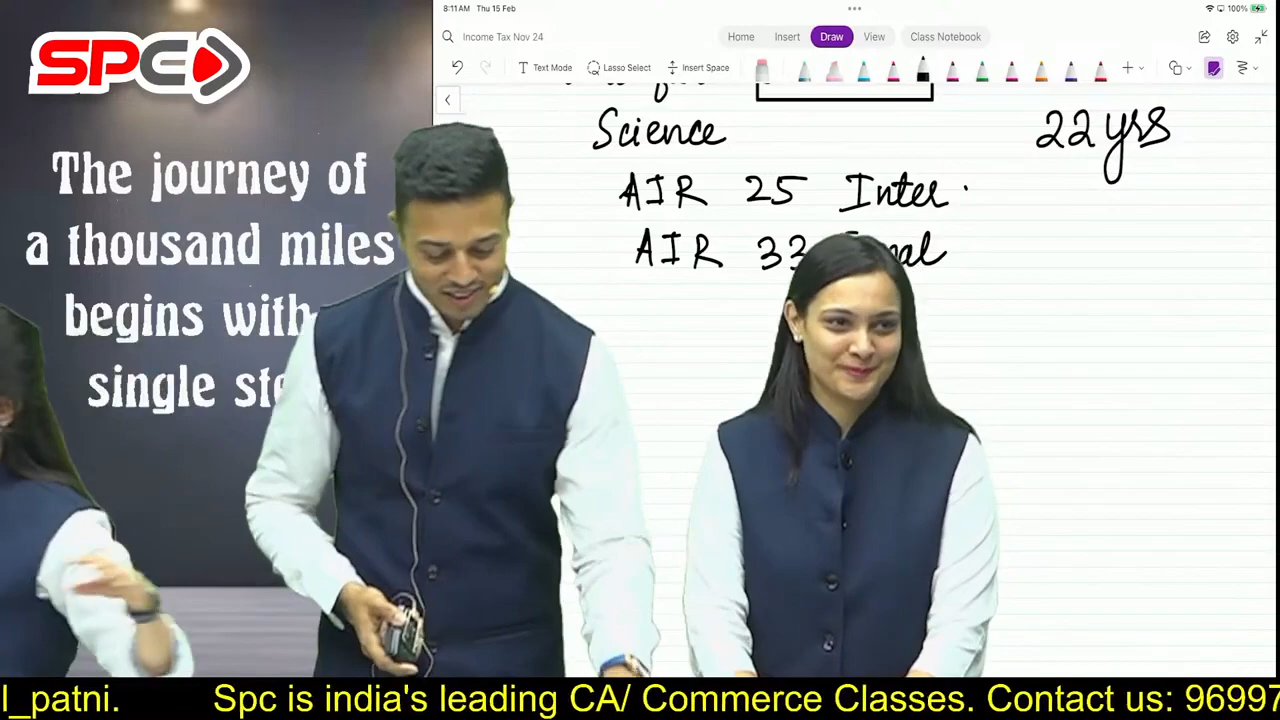 SPC
The journey of
a thousand miles
begins with
single
8:11 AM Thu 15 Feb
100%
Income Tax Nov 24
Home Insert Draw View Class Notebook
Text Mode Lasso Select Insert Space
Science
22 yrs
AIR 25 Inter
AIR 33
l_patni. Spc is india's leading CA/ Commerce Classes. Contact us: 96997